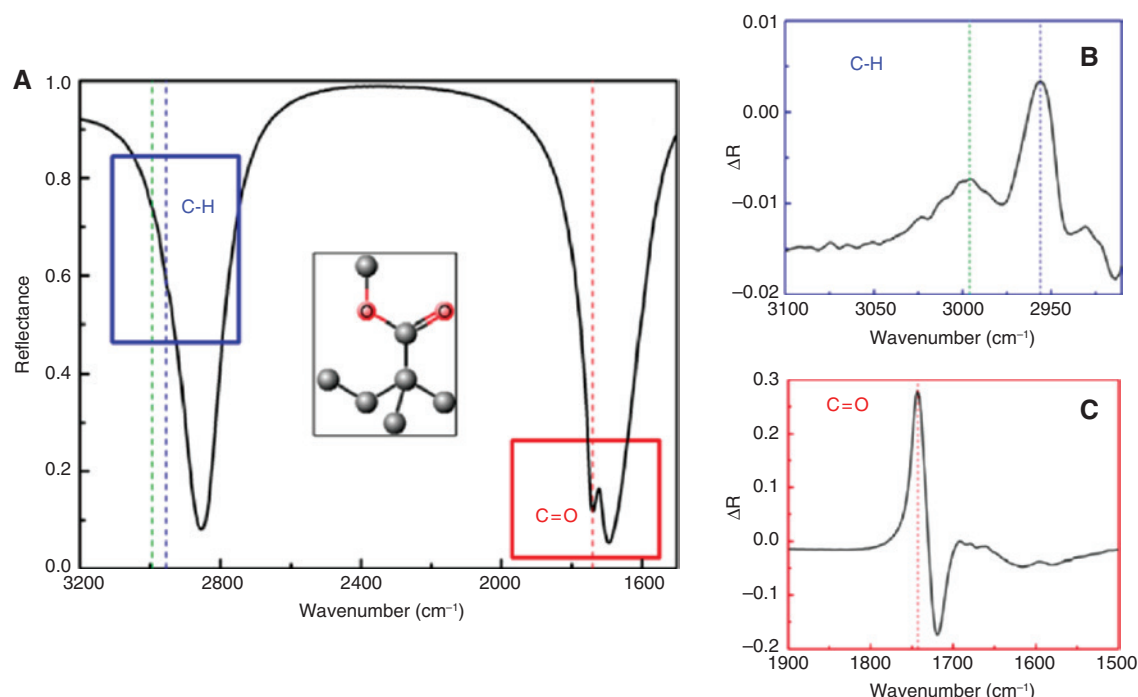 A
1.0
0.8
0.6
0.4
0.2
0.0
Reflectance
C-H
O
O
C=O
3200
2800
2400
2000
1600
Wavenumber (cm⁻¹)
B
C-H
0.01
0.00
−0.01
−0.02
ΔR
3100
3050
3000
2950
Wavenumber (cm⁻¹)
C
C=O
0.3
0.2
0.1
0.0
−0.1
−0.2
ΔR
1900
1800
1700
1600
1500
Wavenumber (cm⁻¹)